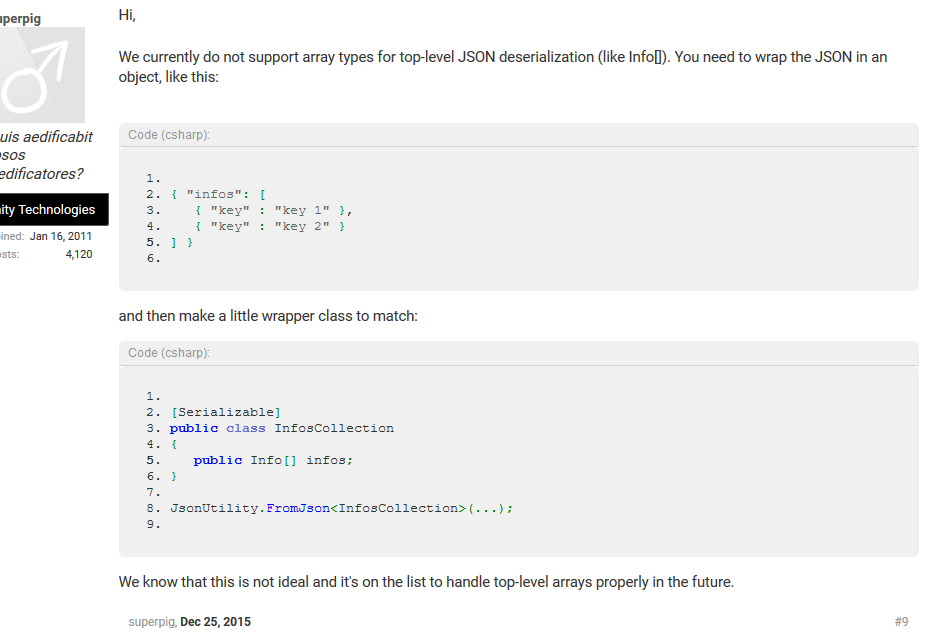 uperpig
uis aedificabit
osos
edificatores?
ity Technologies
oined: Jan 16, 2011
osts: 4,120
Hi,
We currently do not support array types for top-level JSON deserialization (like Info[]). You need to wrap the JSON in an
object, like this:
Code (csharp):
1.
2. { "infos": [
3.    { "key" : "key 1" },
4.    { "key" : "key 2" }
5. ] }
6.
and then make a little wrapper class to match:
Code (csharp):
1.
2. [Serializable]
3. public class InfosCollection
4. {
5.    public Info[] infos;
6. }
7.
8. JsonUtility.FromJson<InfosCollection>(...);
9.
We know that this is not ideal and it's on the list to handle top-level arrays properly in the future.
superpig, Dec 25, 2015 #9